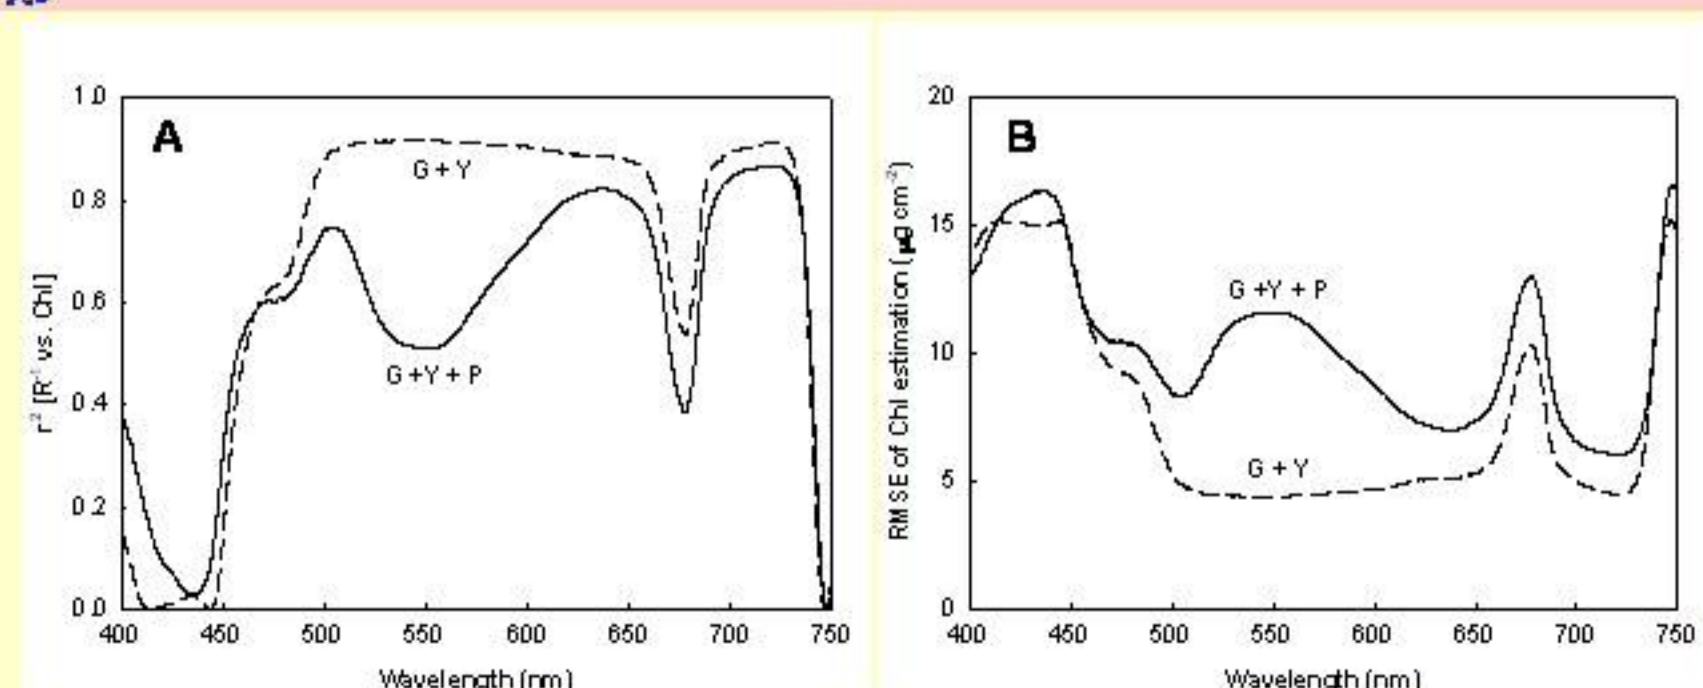 A
1.0
0.8
0.6
0.4
0.2
0.0
r² [R⁻¹ vs. Chl]
G + Y
G +Y + P
400 450 500 550 600 650 700 750
Wavelength (nm)
B
20
15
10
5
0
RMSE of Chl estimation (µg cm⁻²)
G +Y + P
G + Y
400 450 500 550 600 650 700 750
Wavelength (nm)